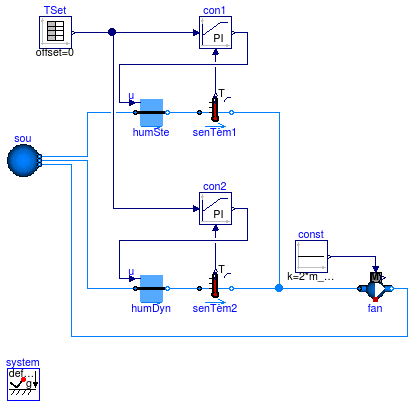 TSet
offset=0
con1
PI
u
T
humSte
senTem1
sou
con2
PI
const
k=2*m_...
u
T
humDyn
senTem2
M
fan
system
def...
g